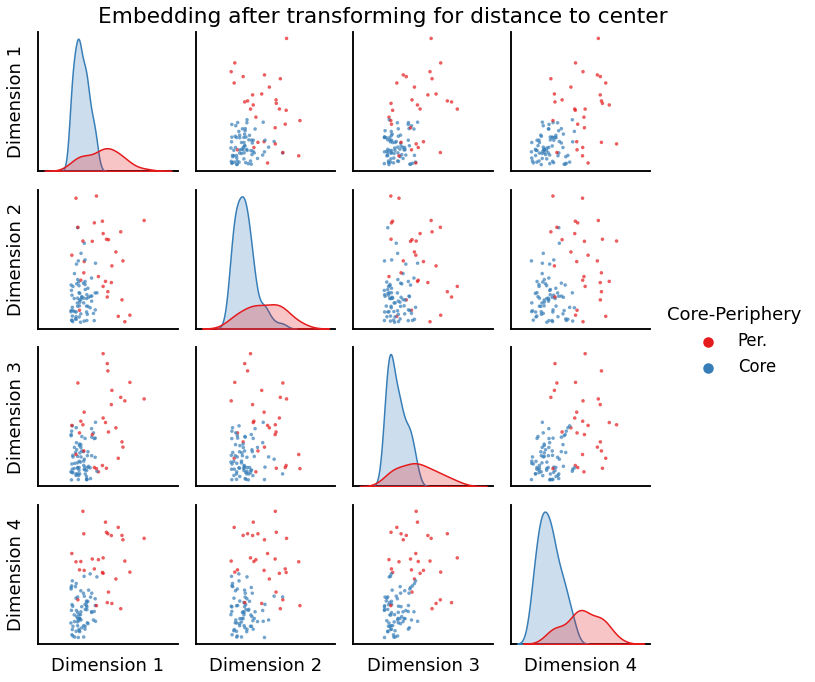 Embedding after transforming for distance to center
Dimension 1
Dimension 2
Dimension 3
Dimension 4
Core-Periphery
Per.
Core
Dimension 1
Dimension 2
Dimension 3
Dimension 4